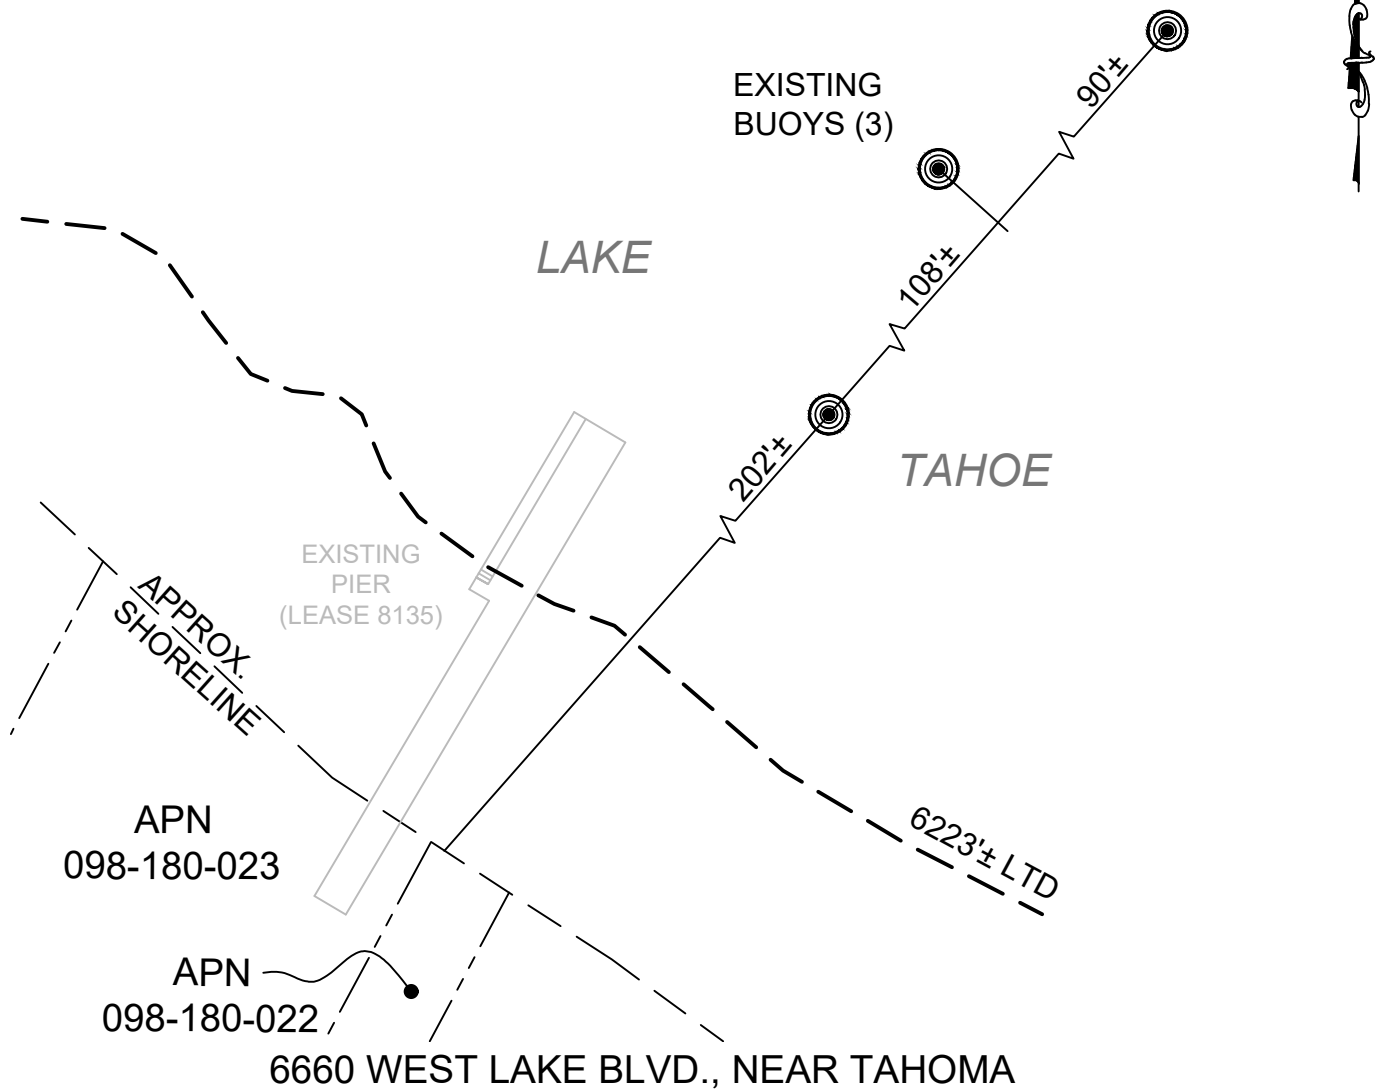 EXISTING
BUOYS (3)
90'±
LAKE
108'±
202'±
TAHOE
EXISTING
PIER
(LEASE 8135)
APPROX.
SHORELINE
APN
098-180-023
6223'± LTD
APN
098-180-022
6660 WEST LAKE BLVD., NEAR TAHOMA